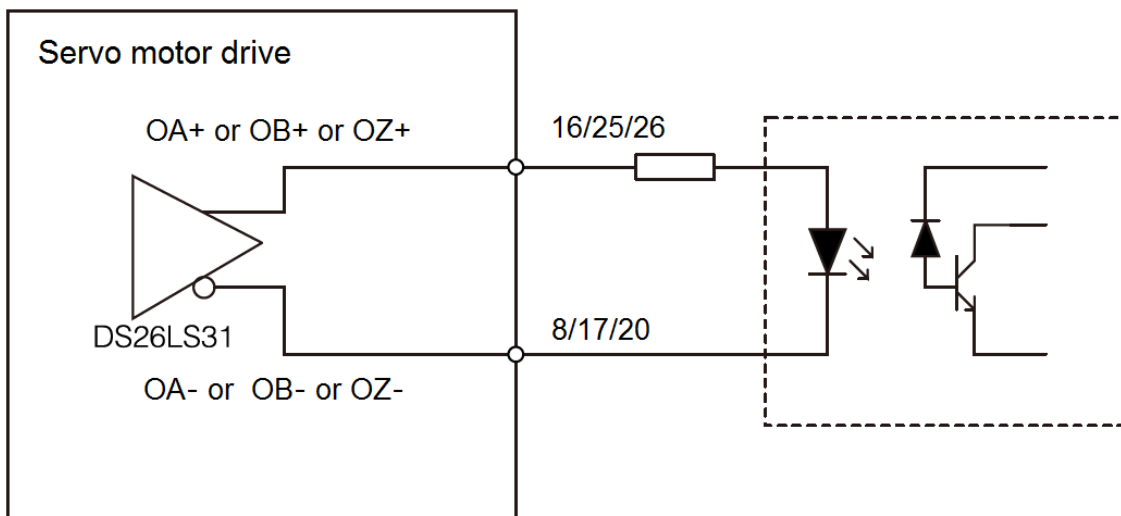 Servo motor drive
OA+ or OB+ or OZ+
16/25/26
DS26LS31
8/17/20
OA- or OB- or OZ-